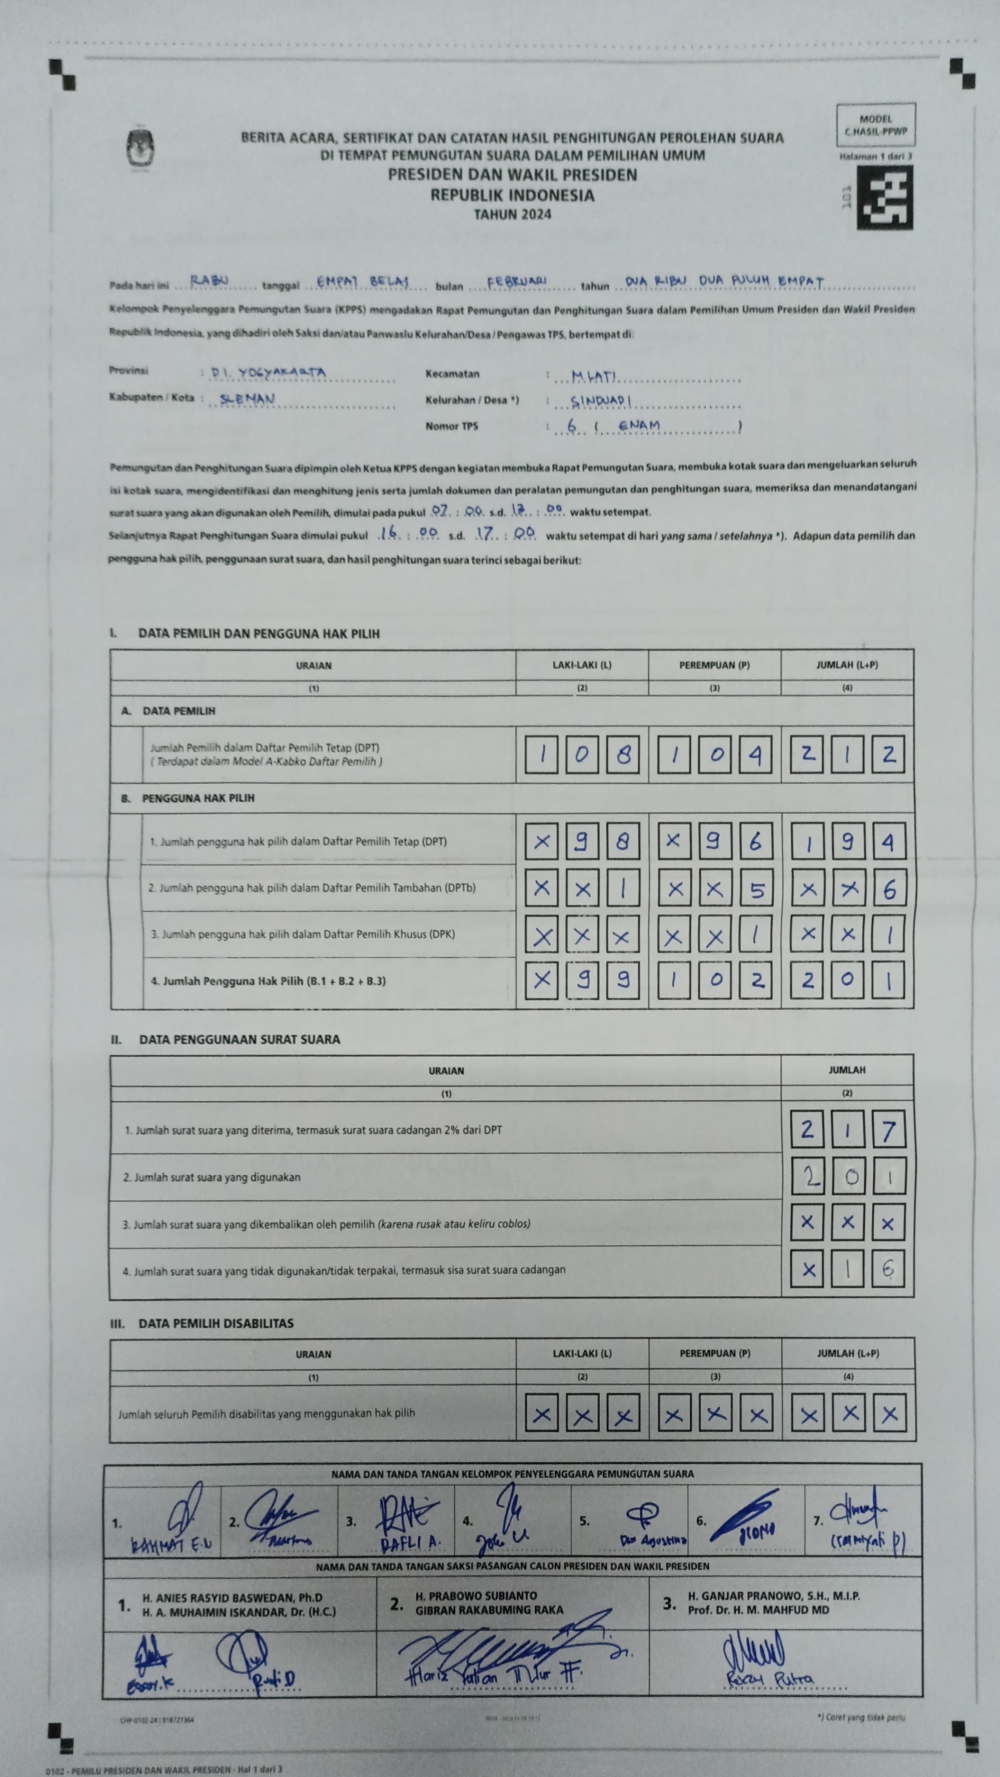 MODEL
C.HASIL-PPWP
Halaman 1 dari 3
101
BERITA ACARA, SERTIFIKAT DAN CATATAN HASIL PENGHITUNGAN PEROLEHAN SUARA
DI TEMPAT PEMUNGUTAN SUARA DALAM PEMILIHAN UMUM
PRESIDEN DAN WAKIL PRESIDEN
REPUBLIK INDONESIA
TAHUN 2024
Pada hari ini RABU tanggal EMPAT BELAS bulan FEBRUARI tahun DUA RIBU DUA PULUH EMPAT
Kelompok Penyelenggara Pemungutan Suara (KPPS) mengadakan Rapat Pemungutan dan Penghitungan Suara dalam Pemilihan Umum Presiden dan Wakil Presiden
Republik Indonesia, yang dihadiri oleh Saksi dan/atau Panwaslu Kelurahan/Desa/Pengawas TPS, bertempat di:
Provinsi : D.I. YOGYAKARTA Kecamatan : MLATI
Kabupaten / Kota : SLEMAN Kelurahan / Desa *) : SINDUADI
Nomor TPS : 6 ( ENAM )
Pemungutan dan Penghitungan Suara dipimpin oleh Ketua KPPS dengan kegiatan membuka Rapat Pemungutan Suara, membuka kotak suara dan mengeluarkan seluruh
isi kotak suara, mengidentifikasi dan menghitung jenis serta jumlah dokumen dan peralatan pemungutan dan penghitungan suara, memeriksa dan menandatangani
surat suara yang akan digunakan oleh Pemilih, dimulai pada pukul 07 : 00 s.d. 13 : 00 waktu setempat.
Selanjutnya Rapat Penghitungan Suara dimulai pukul 16 : 00 s.d. 17 : 00 waktu setempat di hari yang sama / setelahnya *). Adapun data pemilih dan
pengguna hak pilih, penggunaan surat suara, dan hasil penghitungan suara terinci sebagai berikut:
I. DATA PEMILIH DAN PENGGUNA HAK PILIH
URAIAN LAKI-LAKI (L) PEREMPUAN (P) JUMLAH (L+P)
(1) (2) (3) (4)
A. DATA PEMILIH
Jumlah Pemilih dalam Daftar Pemilih Tetap (DPT) 1 0 8 1 0 4 2 1 2
( Terdapat dalam Model A-Kabko Daftar Pemilih )
B. PENGGUNA HAK PILIH
1. Jumlah pengguna hak pilih dalam Daftar Pemilih Tetap (DPT) X 9 8 X 9 6 1 9 4
2. Jumlah pengguna hak pilih dalam Daftar Pemilih Tambahan (DPTb) X X 1 X X 5 X X 6
3. Jumlah pengguna hak pilih dalam Daftar Pemilih Khusus (DPK) X X X X X 1 X X 1
4. Jumlah Pengguna Hak Pilih (B.1 + B.2 + B.3) X 9 9 1 0 2 2 0 1
II. DATA PENGGUNAAN SURAT SUARA
URAIAN JUMLAH
(1) (2)
1. Jumlah surat suara yang diterima, termasuk surat suara cadangan 2% dari DPT 2 1 7
2. Jumlah surat suara yang digunakan 2 0 1
3. Jumlah surat suara yang dikembalikan oleh pemilih (karena rusak atau keliru coblos) X X X
4. Jumlah surat suara yang tidak digunakan/tidak terpakai, termasuk sisa surat suara cadangan X 1 6
III. DATA PEMILIH DISABILITAS
URAIAN LAKI-LAKI (L) PEREMPUAN (P) JUMLAH (L+P)
(1) (2) (3) (4)
Jumlah seluruh Pemilih disabilitas yang menggunakan hak pilih X X X X X X X X X
NAMA DAN TANDA TANGAN KELOMPOK PENYELENGGARA PEMUNGUTAN SUARA
1. 2. 3. 4. 5. 6. 7.
RAHMAT E.N RAFLI A. Dwi Agustina
NAMA DAN TANDA TANGAN SAKSI PASANGAN CALON PRESIDEN DAN WAKIL PRESIDEN
1. H. ANIES RASYID BASWEDAN, Ph.D
H. A. MUHAIMIN ISKANDAR, Dr. (H.C.)
2. H. PRABOWO SUBIANTO
GIBRAN RAKABUMING RAKA
3. H. GANJAR PRANOWO, S.H., M.I.P.
Prof. Dr. H. M. MAHFUD MD
Rudi D Putra
*) Coret yang tidak perlu
0102 - PEMILU PRESIDEN DAN WAKIL PRESIDEN - Hal 1 dari 3